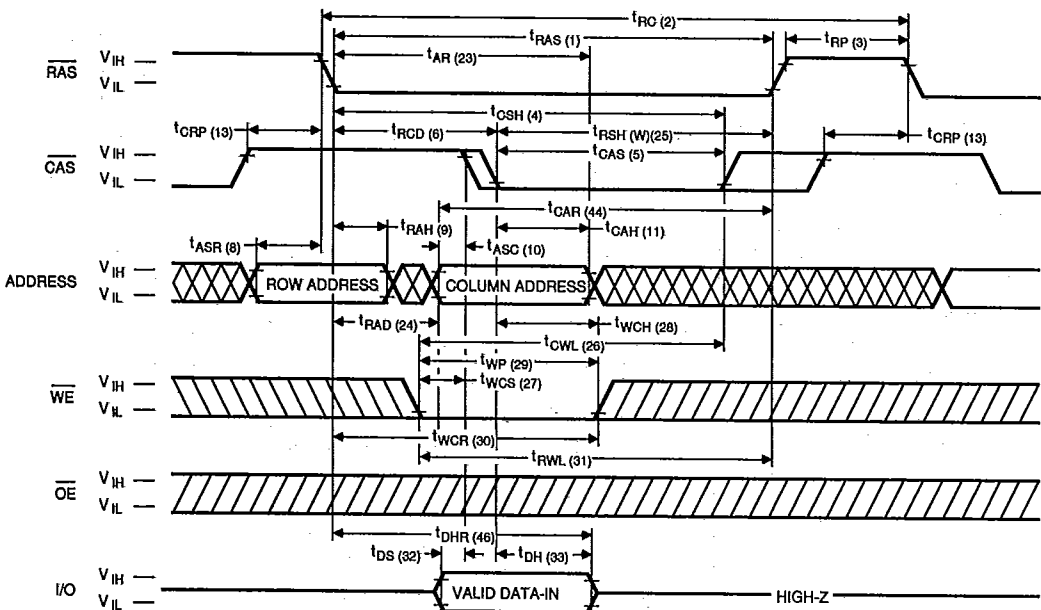 tRC (2)
tRAS (1)
tRP (3)
tAR (23)
RAS
VIH
VIL
tCSH (4)
tCRP (13)
tRCD (6)
tRSH (W)(25)
tCRP (13)
tCAS (5)
CAS
VIH
VIL
tCAR (44)
tRAH (9)
tCAH (11)
tASR (8)
tASC (10)
ADDRESS
VIH
VIL
ROW ADDRESS
COLUMN ADDRESS
tRAD (24)
tWCH (28)
tCWL (26)
tWP (29)
tWCS (27)
WE
VIH
VIL
tWCR (30)
tRWL (31)
OE
VIH
VIL
tDHR (46)
tDS (32)
tDH (33)
I/O
VIH
VIL
VALID DATA-IN
HIGH-Z